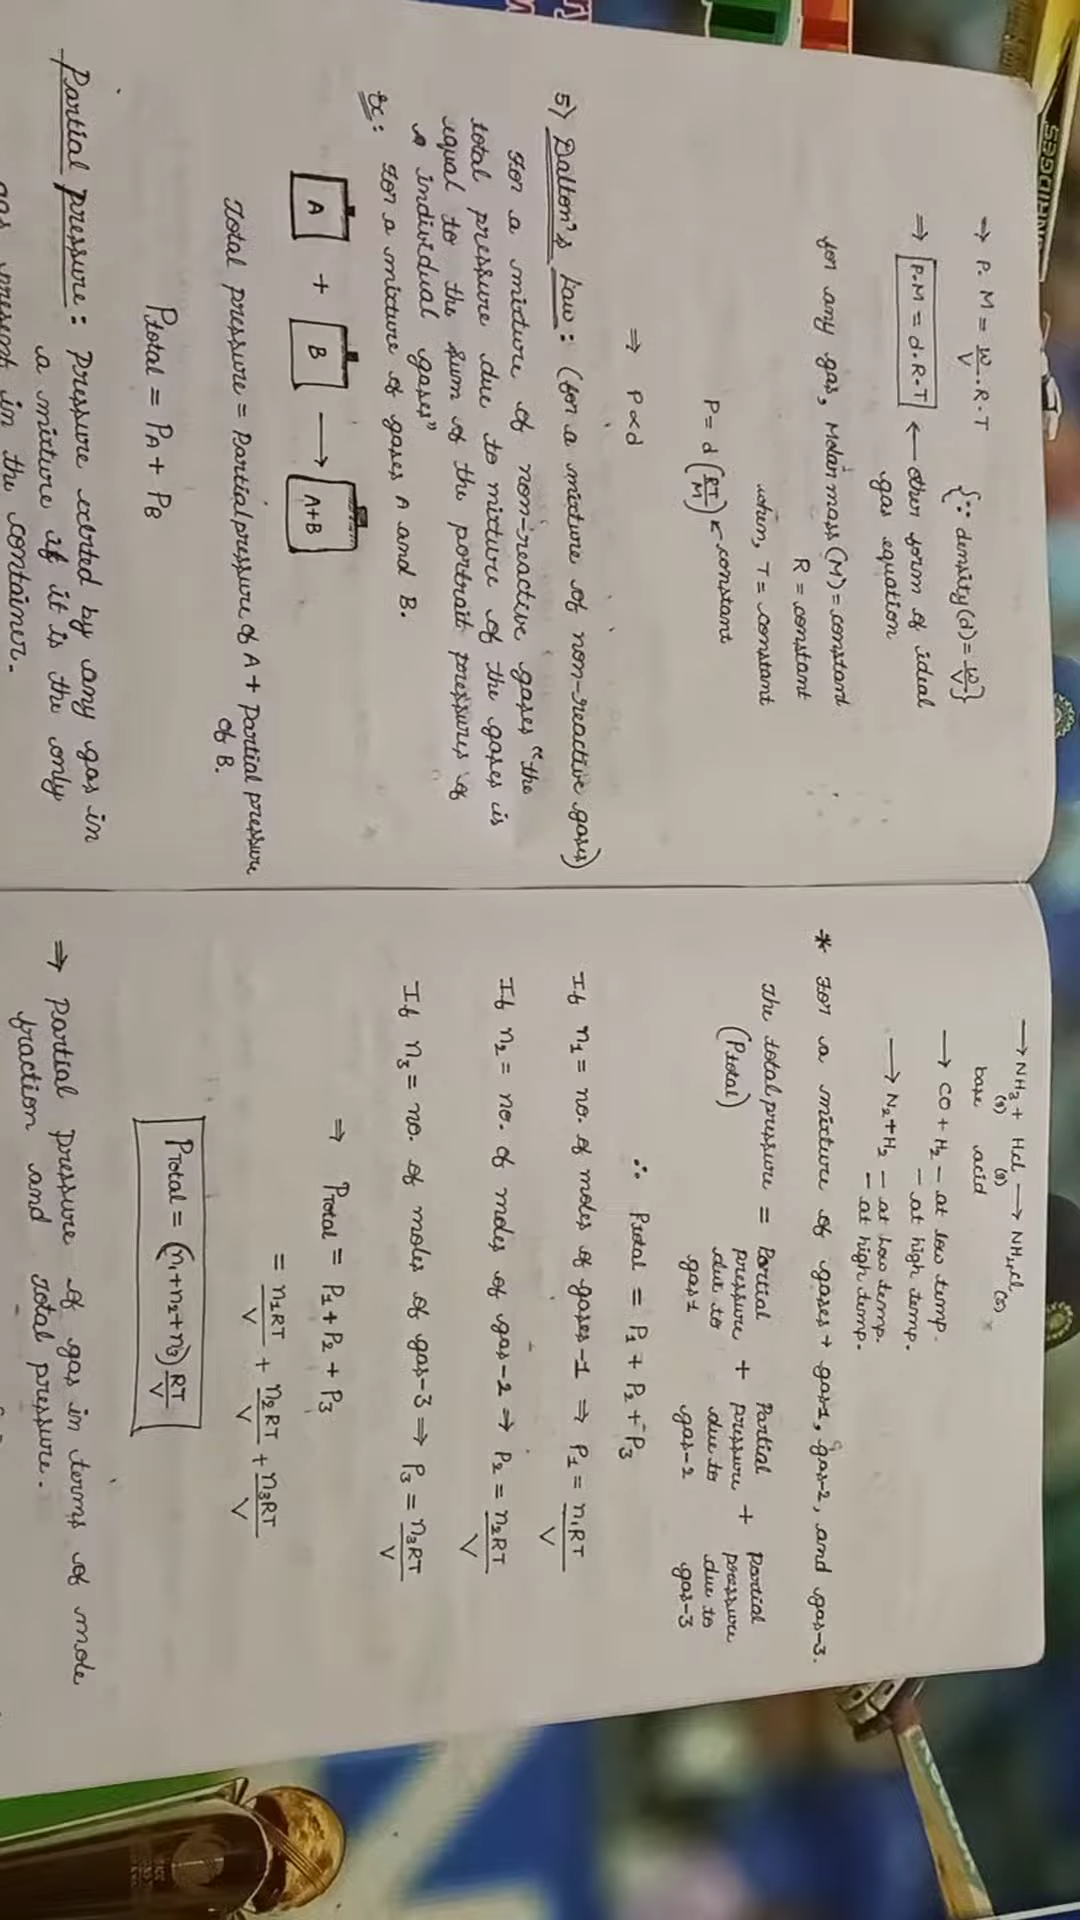 → P. M = w/V . R . T {∵ density(d) = w/V}
⇒ P.M = d.R.T ← other form of ideal
gas equation
for any gas, Molar mass (M) = constant
R = constant
when, T = constant
P = d (RT/M) ← constant
⇒ P ∝ d
5) Dalton's Law : (for a mixture of non-reactive gases)
For a mixture of non-reactive gases "the
total pressure due to mixture of the gases is
equal to the sum of the portrait pressures of
individual gases"
Ex : For a mixture of gases A and B.
A + B → A+B
Total pressure = Partial pressure of A + Partial pressure
of B.
Ptotal = PA + PB
Partial pressure : pressure exerted by any gas in
a mixture if it is the only
gas present in the container.
→ NH3 (g) + Hcl (g) → NH4Cl (s)
base acid
→ CO + H2 - at low temp.
- at high temp.
→ N2 + H2 - at low temp.
- at high temp.
* For a mixture of gases → gas-1, gas-2, and gas-3.
The total pressure = Partial Partial Partial
(Ptotal) pressure + pressure + pressure
due to due to due to
gas1 gas-2 gas-3
∴ Ptotal = P1 + P2 + P3
If n1 = no. of moles of gases-1 ⇒ P1 = n1RT/V
If n2 = no. of moles of gas-2 ⇒ P2 = n2RT/V
If n3 = no. of moles of gas-3 ⇒ P3 = n3RT/V
⇒ Ptotal = P1 + P2 + P3
= n1RT/V + n2RT/V + n3RT/V
Ptotal = (n1+n2+n3) RT/V
⇒ Partial pressure of gas in terms of mole
fraction and total pressure.